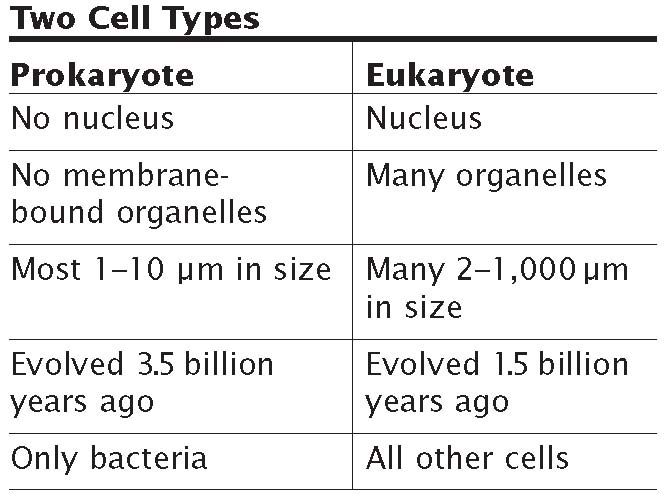 Two Cell Types
Prokaryote
Eukaryote
No nucleus
Nucleus
No membrane-
bound organelles
Many organelles
Most 1–10 µm in size
Many 2–1,000 µm
in size
Evolved 3.5 billion
years ago
Evolved 1.5 billion
years ago
Only bacteria
All other cells